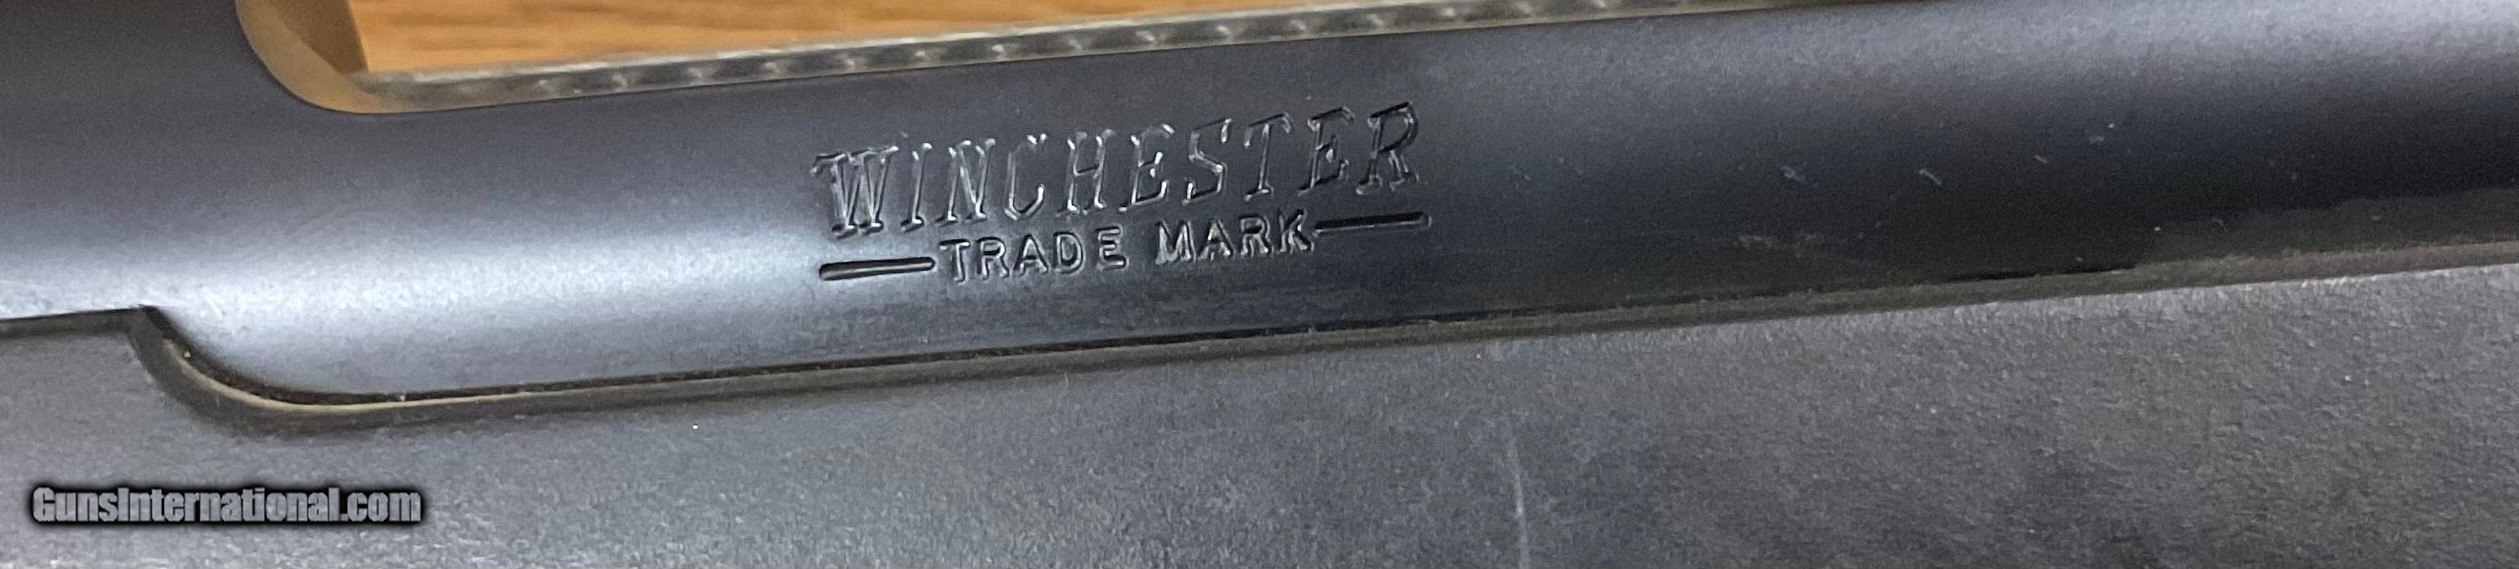 WINCHESTER
—TRADE MARK—
GunsInternational.com